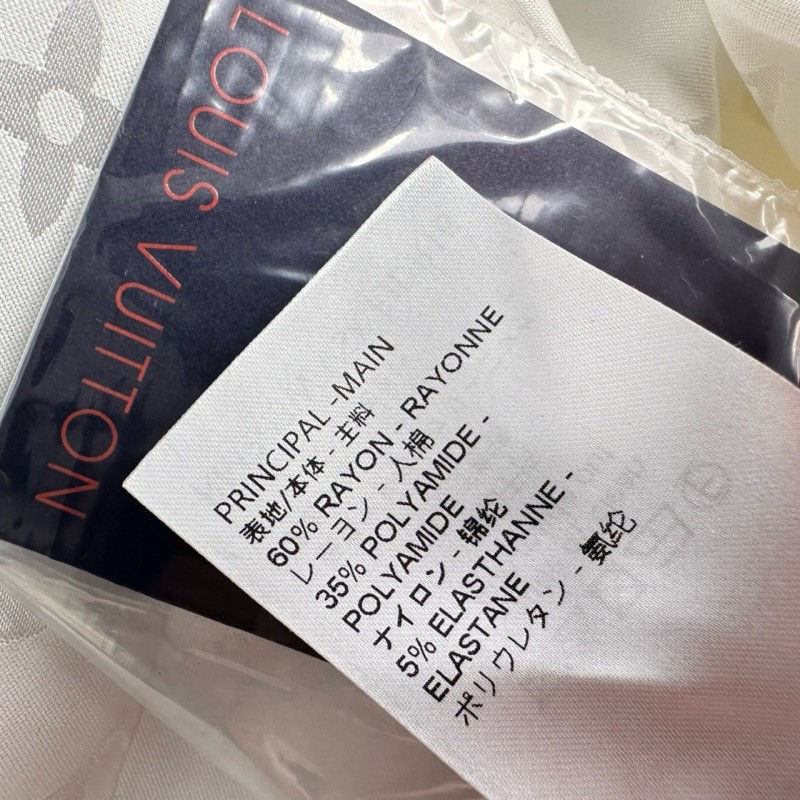 LOUIS VUITTON
PRINCIPAL - MAIN
表地/本体 - 主料
60% RAYON - RAYONNE
レーヨン - 人棉
35% POLYAMIDE -
POLYAMIDE
ナイロン - 锦纶
5% ELASTHANNE -
ELASTANE
ポリウレタン - 氨纶